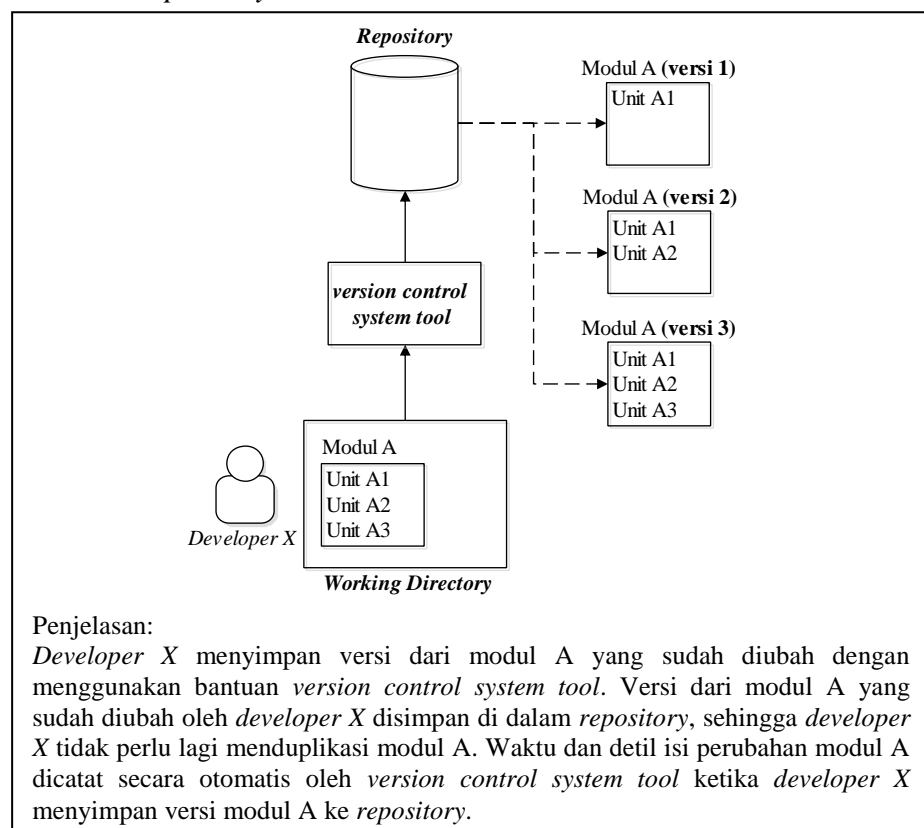 Repository
Modul A (versi 1)
Unit A1
Modul A (versi 2)
Unit A1
Unit A2
version control
system tool
Modul A (versi 3)
Unit A1
Unit A2
Unit A3
Modul A
Unit A1
Unit A2
Unit A3
Developer X
Working Directory
Penjelasan:
Developer X menyimpan versi dari modul A yang sudah diubah dengan
menggunakan bantuan version control system tool. Versi dari modul A yang
sudah diubah oleh developer X disimpan di dalam repository, sehingga developer
X tidak perlu lagi menduplikasi modul A. Waktu dan detil isi perubahan modul A
dicatat secara otomatis oleh version control system tool ketika developer X
menyimpan versi modul A ke repository.